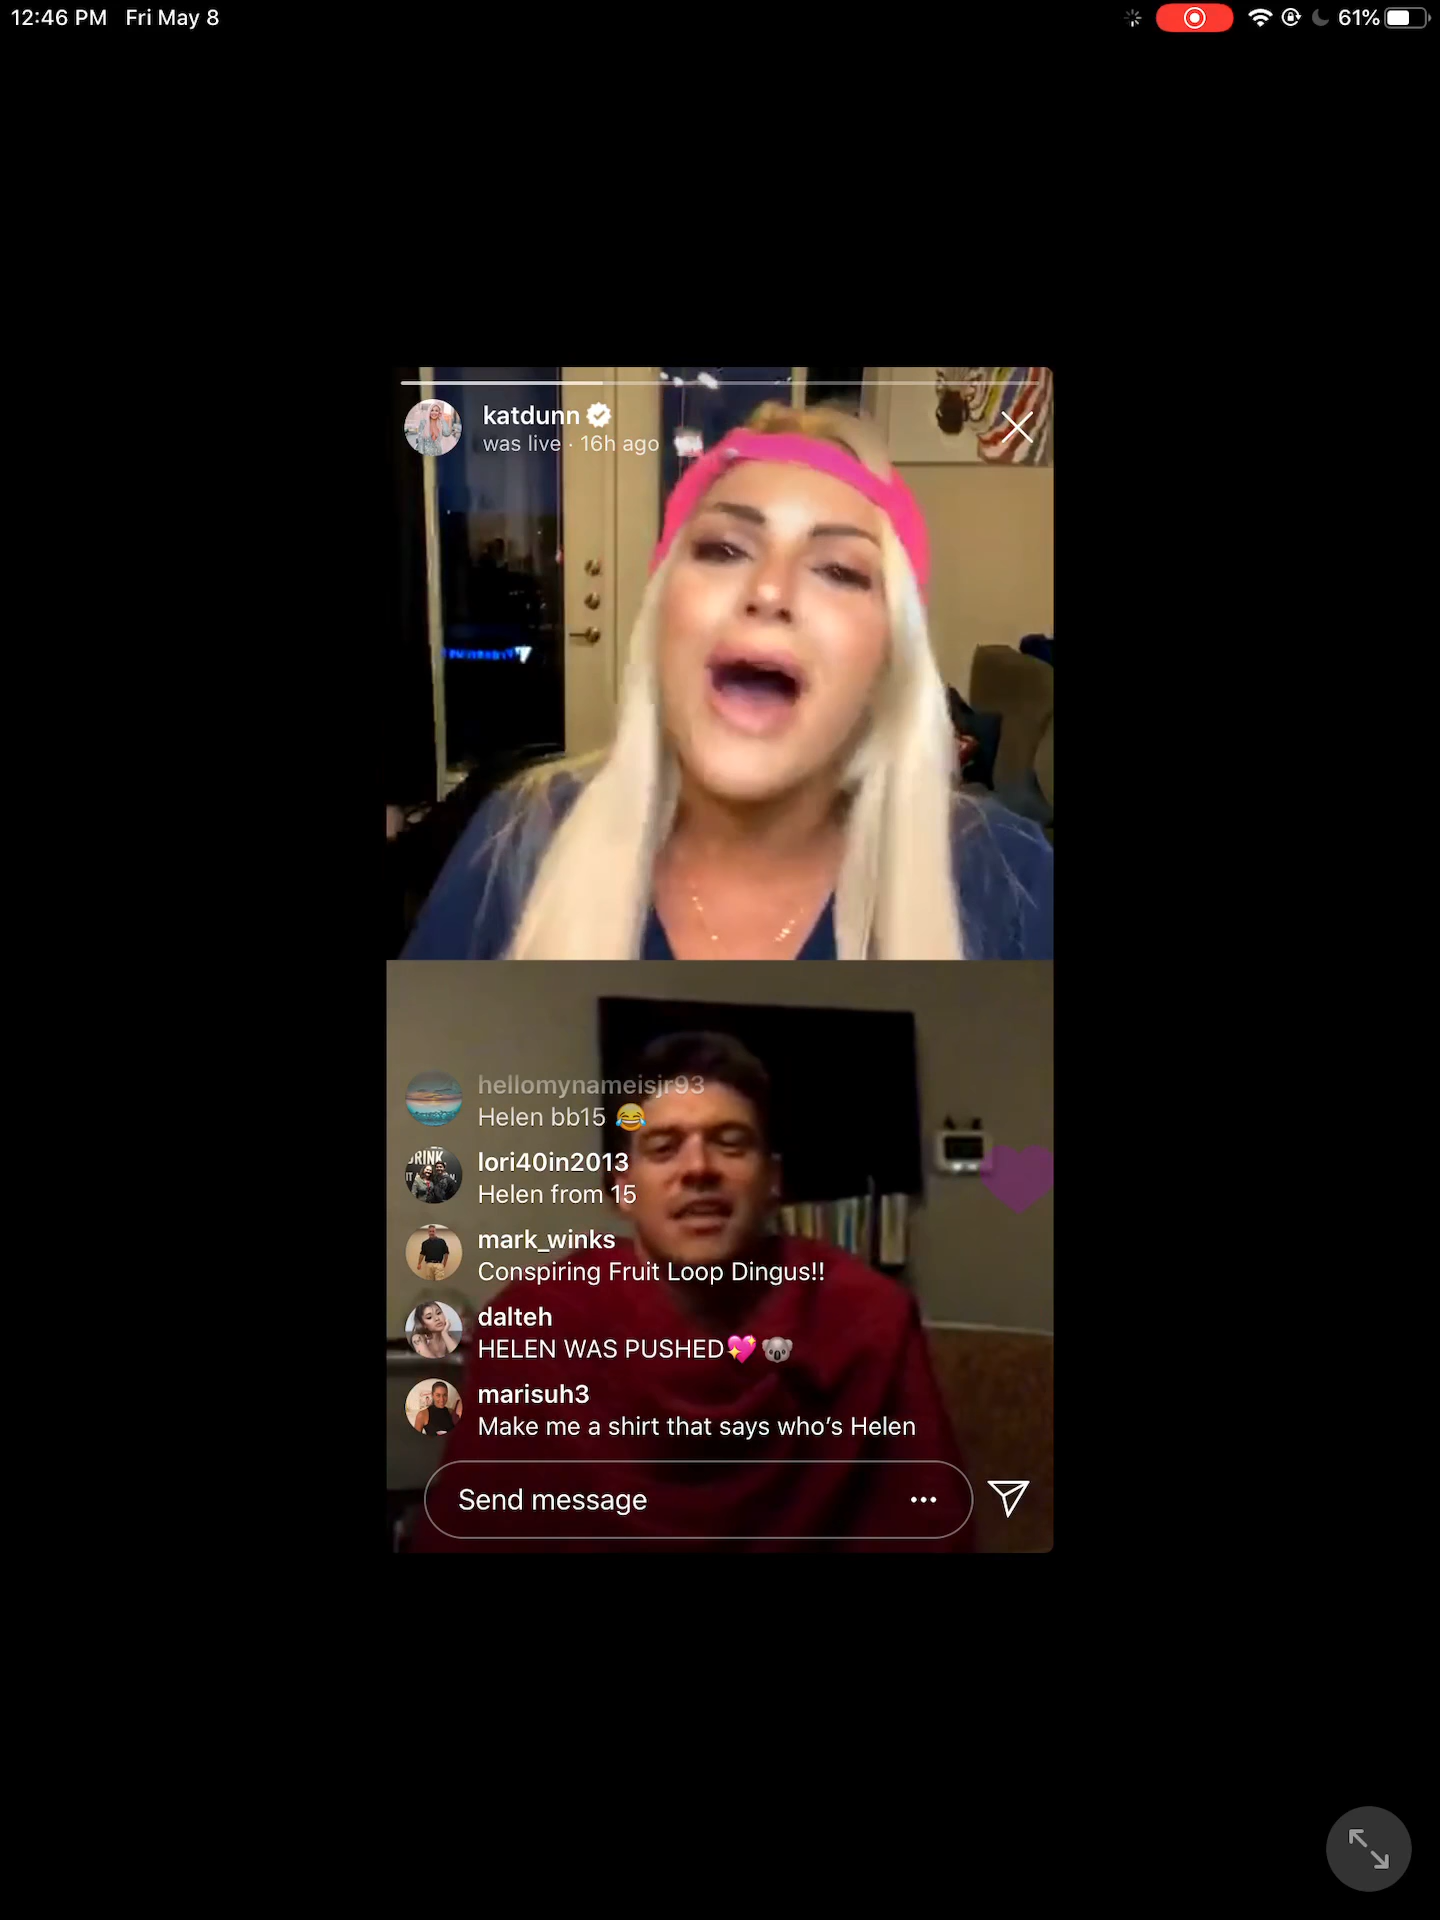 12:46 PM Fri May 8
61%
katdunn
was live · 16h ago
hellomynameisjr93
Helen bb15 😂
lori40in2013
Helen from 15
mark_winks
Conspiring Fruit Loop Dingus!!
dalteh
HELEN WAS PUSHED💖🐨
marisuh3
Make me a shirt that says who’s Helen
Send message